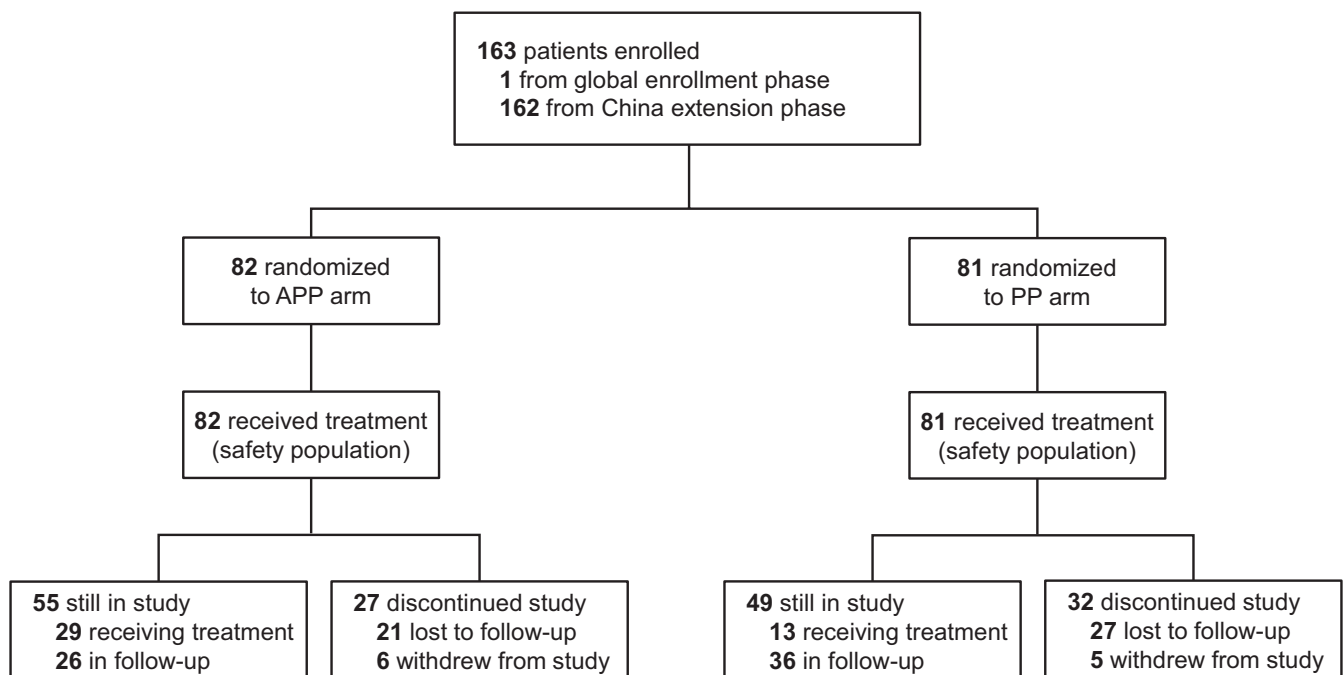 163 patients enrolled
1 from global enrollment phase
162 from China extension phase
82 randomized
to APP arm
81 randomized
to PP arm
82 received treatment
(safety population)
81 received treatment
(safety population)
55 still in study
29 receiving treatment
26 in follow-up
27 discontinued study
21 lost to follow-up
6 withdrew from study
49 still in study
13 receiving treatment
36 in follow-up
32 discontinued study
27 lost to follow-up
5 withdrew from study